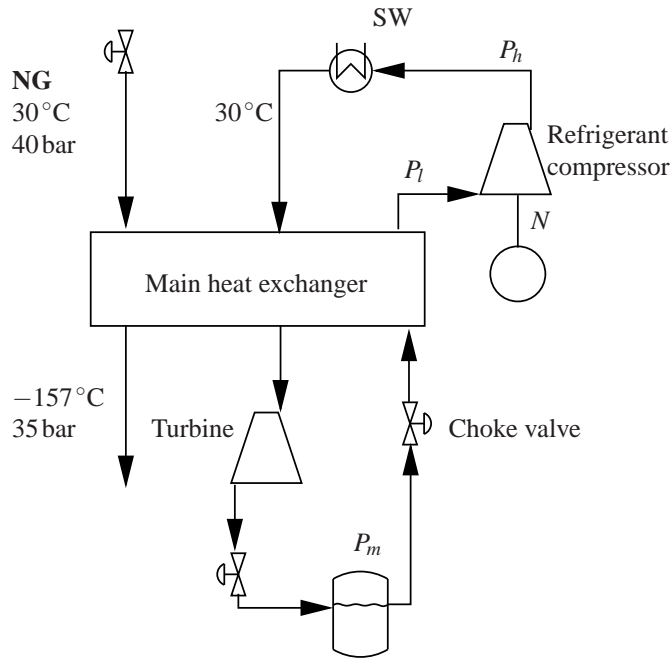 SW
P_h
NG
30 °C
40 bar
30 °C
Refrigerant
compressor
P_l
N
Main heat exchanger
−157 °C
35 bar
Turbine
Choke valve
P_m